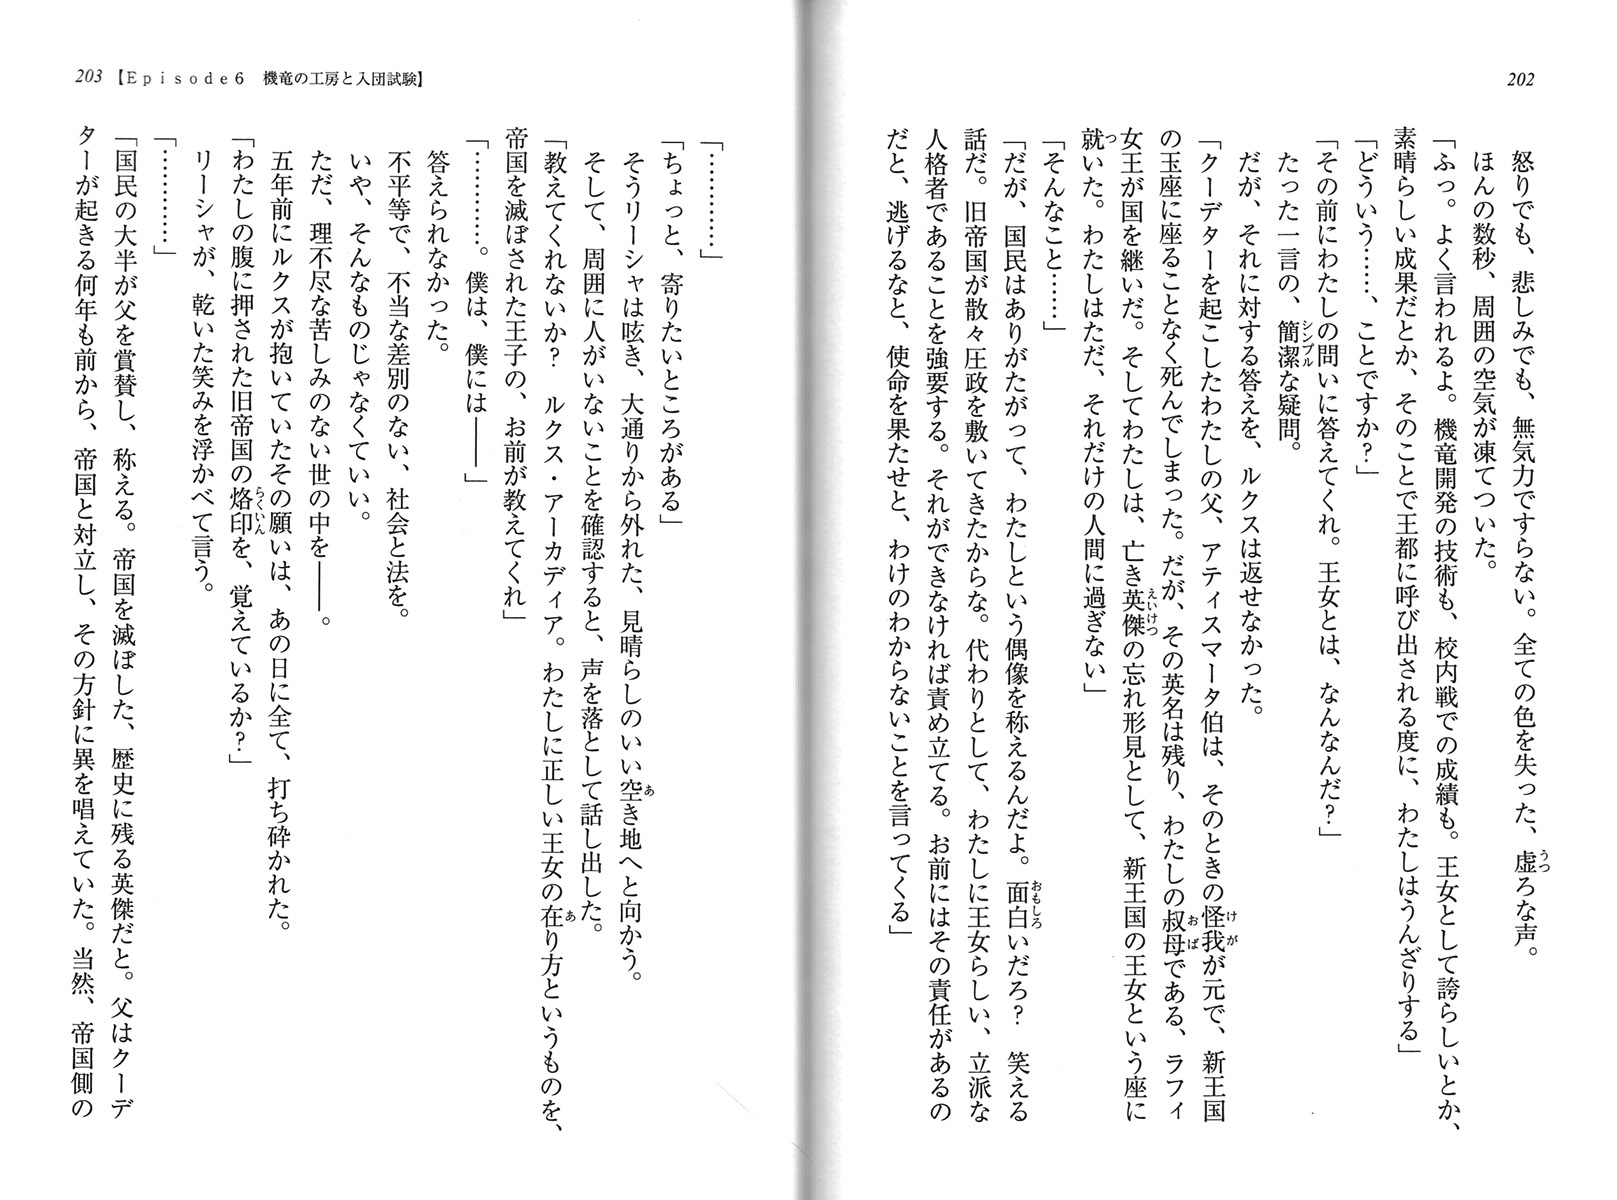 202
怒りでも、悲しみでも、無気力ですらない。全ての色を失った、虚ろな声。
ほんの数秒、周囲の空気が凍てついた。
「ふっ。よく言われるよ。機竜開発の技術も、校内戦での成績も。王女として誇らしいとか、
素晴らしい成果だとか、そのことで王都に呼び出される度に、わたしはうんざりする」
「どういう……、ことですか?」
「その前にわたしの問いに答えてくれ。王女とは、なんなんだ?」
たった一言の、簡潔な疑問。
だが、それに対する答えを、ルクスは返せなかった。
「クーデターを起こしたわたしの父、アティスマータ伯は、そのときの怪我が元で、新王国
の玉座に座ることなく死んでしまった。だが、その英名は残り、わたしの叔母である、ラフィ
女王が国を継いだ。そしてわたしは、亡き英傑の忘れ形見として、新王国の王女という座に
就いた。わたしはただ、それだけの人間に過ぎない」
「そんなこと……」
「だが、国民はありがたがって、わたしという偶像を称えるんだよ。面白いだろ? 笑える
話だ。旧帝国が散々圧政を敷いてきたからな。代わりとして、わたしに王女らしい、立派な
人格者であることを強要する。それができなければ責め立てる。お前にはその責任があるの
だと、逃げるなと、使命を果たせと、わけのわからないことを言ってくる」
203 【Episode6 機竜の工房と入団試験】
「…………」
「ちょっと、寄りたいところがある」
そうリーシャは呟き、大通りから外れた、見晴らしのいい空き地へと向かう。
そして、周囲に人がいないことを確認すると、声を落として話し出した。
「教えてくれないか? ルクス・アーカディア。わたしに正しい王女の在り方というものを、
帝国を滅ぼされた王子の、お前が教えてくれ」
「…………。僕は、僕には――」
答えられなかった。
不平等で、不当な差別のない、社会と法を。
いや、そんなものじゃなくていい。
ただ、理不尽な苦しみのない世の中を――。
五年前にルクスが抱いていたその願いは、あの日に全て、打ち砕かれた。
「わたしの腹に押された旧帝国の烙印を、覚えているか?」
リーシャが、乾いた笑みを浮かべて言う。
「…………」
「国民の大半が父を賞賛し、称える。帝国を滅ぼした、歴史に残る英傑だと。父はクーデ
ターが起きる何年も前から、帝国と対立し、その方針に異を唱えていた。当然、帝国側の